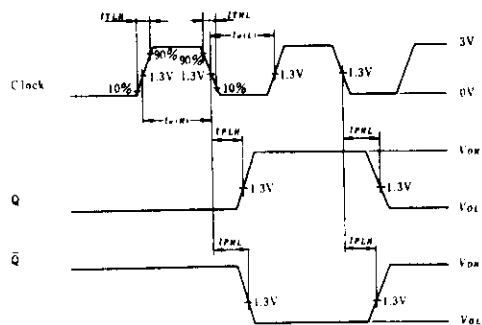 tTLH tTHL
tw(L)
90% 90% 3V
Clock 1.3V 1.3V 1.3V 1.3V
10% 10% 0V
tw(H)
tPLH tPHL
VOH
1.3V 1.3V
Q VOL
tPHL tPLH
Q̄ VOH
1.3V 1.3V
VOL